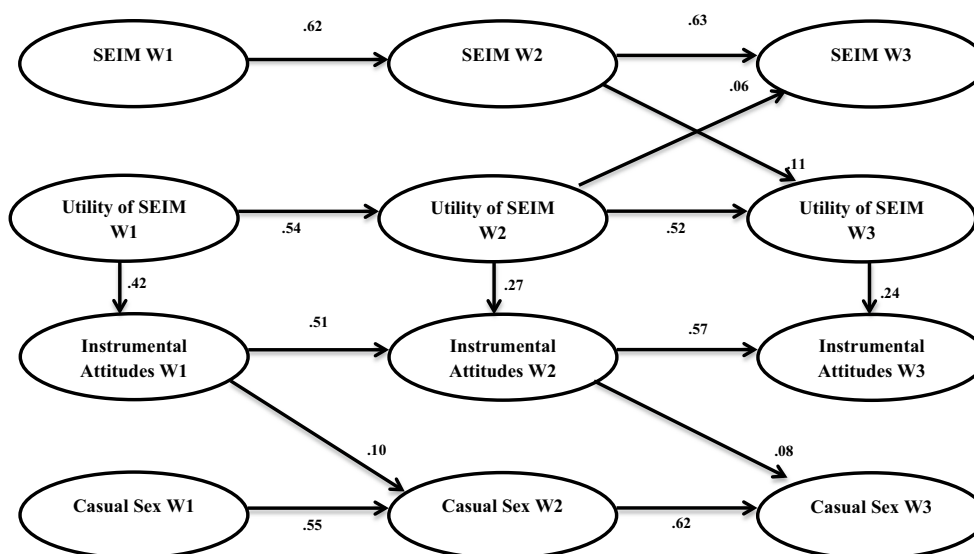 .62
.63
SEIM W1
SEIM W2
SEIM W3
.06
.11
Utility of SEIM
W1
Utility of SEIM
W2
Utility of SEIM
W3
.54
.52
.42
.27
.24
.51
.57
Instrumental
Attitudes W1
Instrumental
Attitudes W2
Instrumental
Attitudes W3
.10
.08
Casual Sex W1
Casual Sex W2
Casual Sex W3
.55
.62